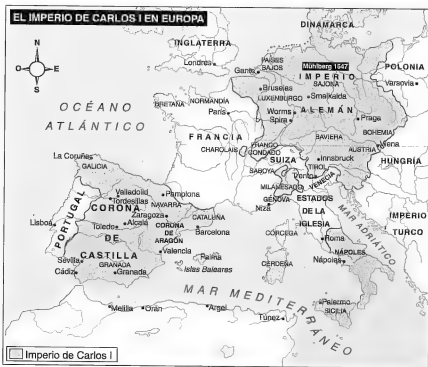 EL IMPERIO DE CARLOS I EN EUROPA
DINAMARCA
N
O
E
S
INGLATERRA
Londres
PAÍSES
BAJOS
Gante
Mühlberg 1547
IMPERIO
POLONIA
Varsovia
SAJONA
Bruselas
Smalkalda
LUXENBURGO
ALEMÁN
OCÉANO
ATLÁNTICO
BRETAÑA
NORMANDÍA
París
Worms
Spira
Praga
BOHEMIA
FRANCIA
CHAROLAIS
FRANCO
CONDADO
BAVIERA
AUSTRIA
Viena
SUIZA
Innsbruck
TIROL
HUNGRÍA
SABOYA
Trento
VENECIA
MILANESADO
La Coruña
GALICIA
GÉNOVA
Niza
ESTADOS
DE LA
IGLESIA
MAR ADRIÁTICO
IMPERIO
TURCO
Valladolid
Tordesillas
Pamplona
NAVARRA
Zaragoza
CATALUÑA
CORONA
Alcalá
CORONA
DE
ARAGÓN
Barcelona
CÓRCEGA
Roma
PORTUGAL
Lisboa
Toledo
DE
CASTILLA
Valencia
Palma
Islas Baleares
CERDEÑA
NÁPOLES
Nápoles
Sevilla
GRANADA
Cádiz
Granada
MAR MEDITERRÁNEO
Palermo
SICILIA
Melilla
Orán
Argel
Túnez
Imperio de Carlos I